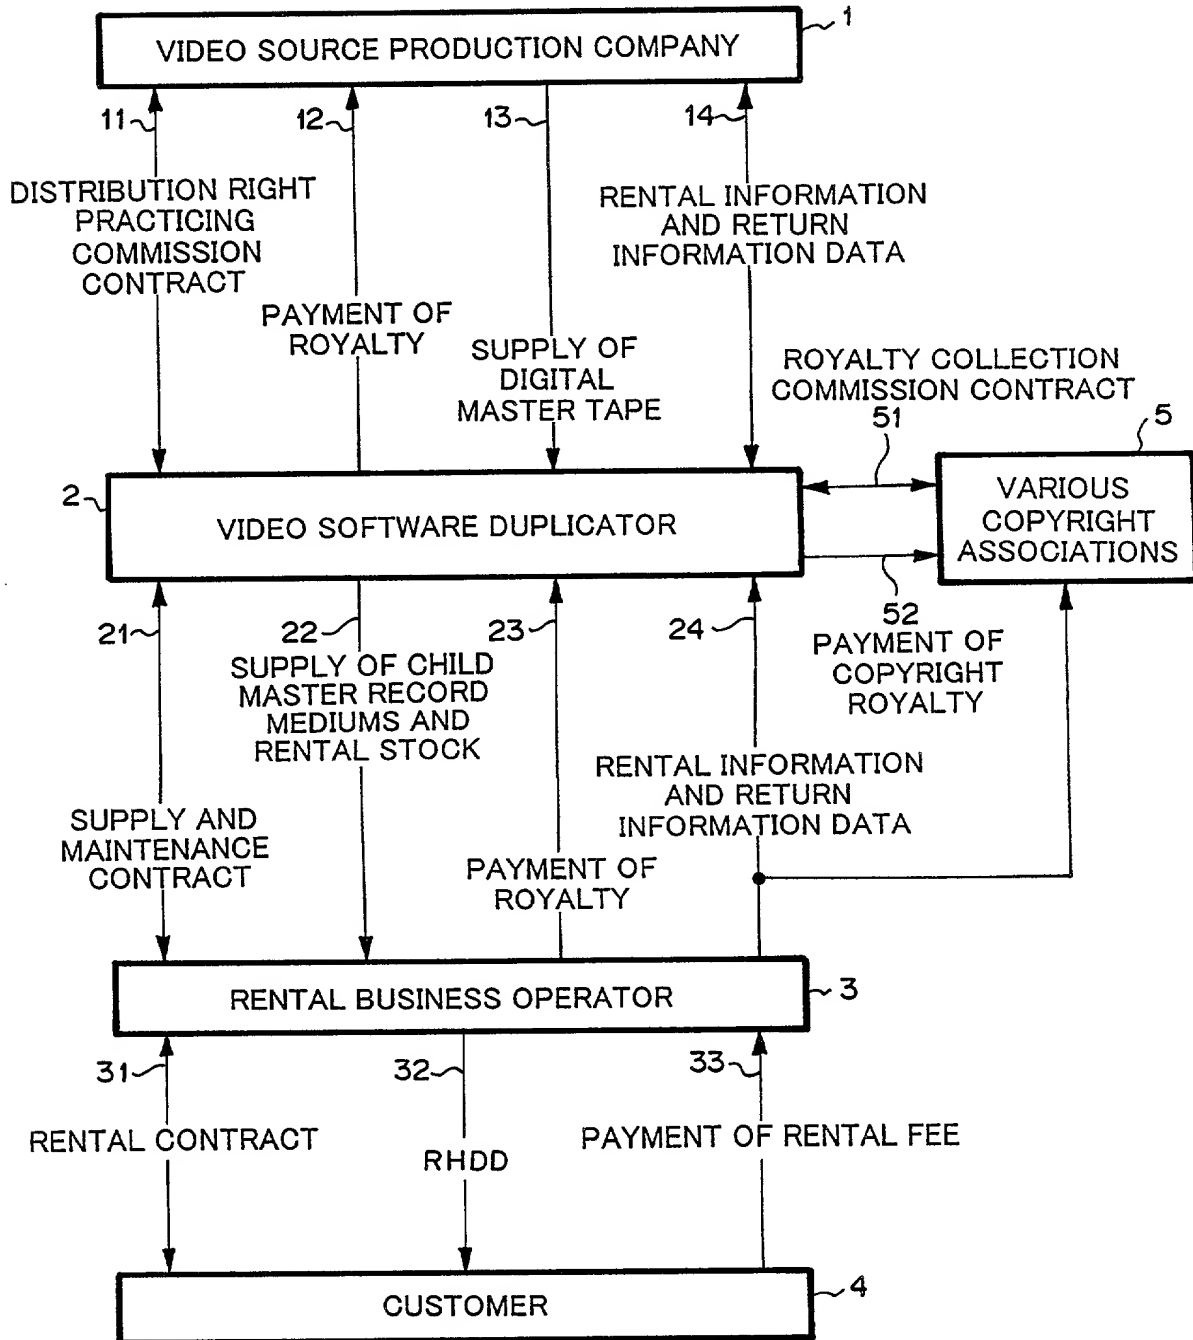 1
VIDEO SOURCE PRODUCTION COMPANY
11
12
13
14
DISTRIBUTION RIGHT
PRACTICING
COMMISSION
CONTRACT
RENTAL INFORMATION
AND RETURN
INFORMATION DATA
PAYMENT OF
ROYALTY
SUPPLY OF
DIGITAL
MASTER TAPE
ROYALTY COLLECTION
COMMISSION CONTRACT
51
5
2
VIDEO SOFTWARE DUPLICATOR
VARIOUS
COPYRIGHT
ASSOCIATIONS
52
PAYMENT OF
COPYRIGHT
ROYALTY
21
22
23
24
SUPPLY OF CHILD
MASTER RECORD
MEDIUMS AND
RENTAL STOCK
RENTAL INFORMATION
AND RETURN
INFORMATION DATA
SUPPLY AND
MAINTENANCE
CONTRACT
PAYMENT OF
ROYALTY
RENTAL BUSINESS OPERATOR
3
31
32
33
RENTAL CONTRACT
RHDD
PAYMENT OF RENTAL FEE
CUSTOMER
4